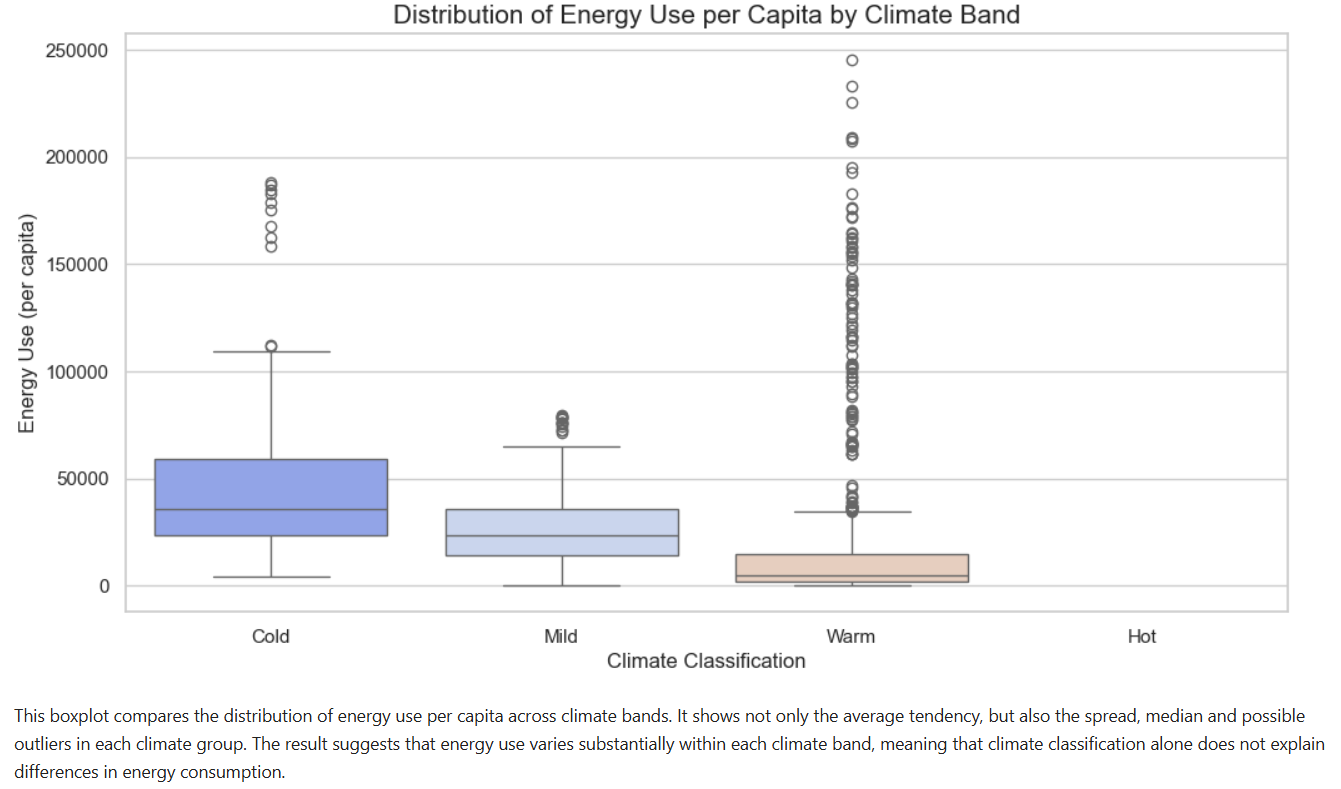 Distribution of Energy Use per Capita by Climate Band
250000
200000
150000
100000
50000
0
Energy Use (per capita)
Cold
Mild
Warm
Hot
Climate Classification
This boxplot compares the distribution of energy use per capita across climate bands. It shows not only the average tendency, but also the spread, median and possible
outliers in each climate group. The result suggests that energy use varies substantially within each climate band, meaning that climate classification alone does not explain
differences in energy consumption.